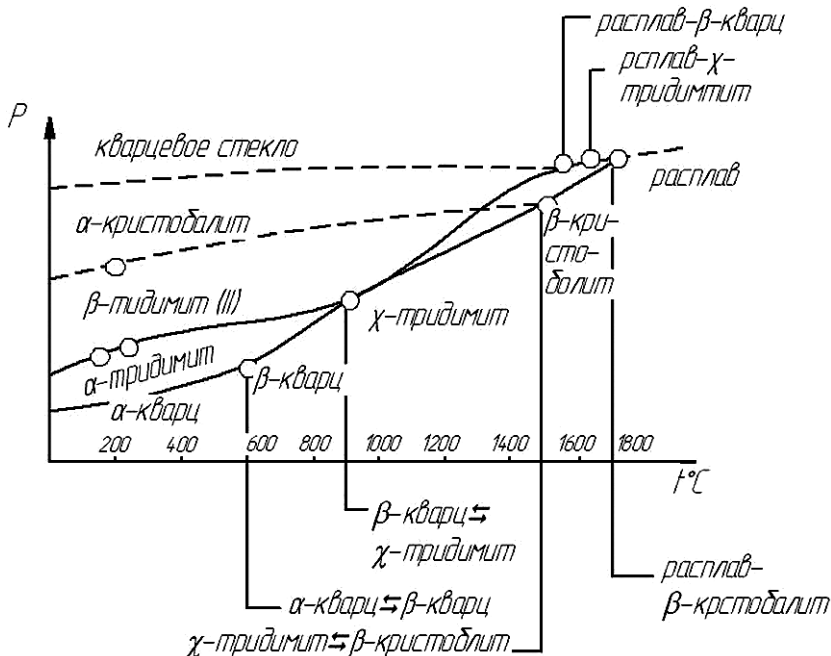 расплав-β-кварц
рсплав-χ-
тридимтит
P
кварцевое стекло
расплав
α-кристобалит
β-кри-
сто-
балит
β-тидимит (II)
χ-тридимит
α-тридимит
β-кварц
α-кварц
200 400 600 800 1000 1200 1400 1600 1800
t°C
β-кварц⇆
χ-тридимит
расплав-
β-крстобалит
α-кварц⇆β-кварц
χ-тридимит⇆β-кристоблит